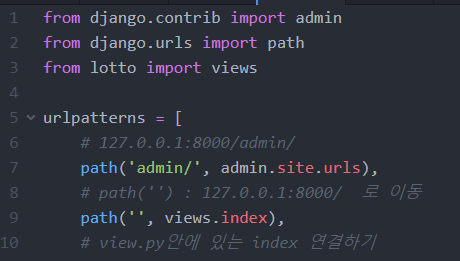 1 from django.contrib import admin
2 from django.urls import path
3 from lotto import views
4
5 urlpatterns = [
6 # 127.0.0.1:8000/admin/
7 path('admin/', admin.site.urls),
8 # path('') : 127.0.0.1:8000/ 로 이동
9 path('', views.index),
10 # view.py안에 있는 index 연결하기